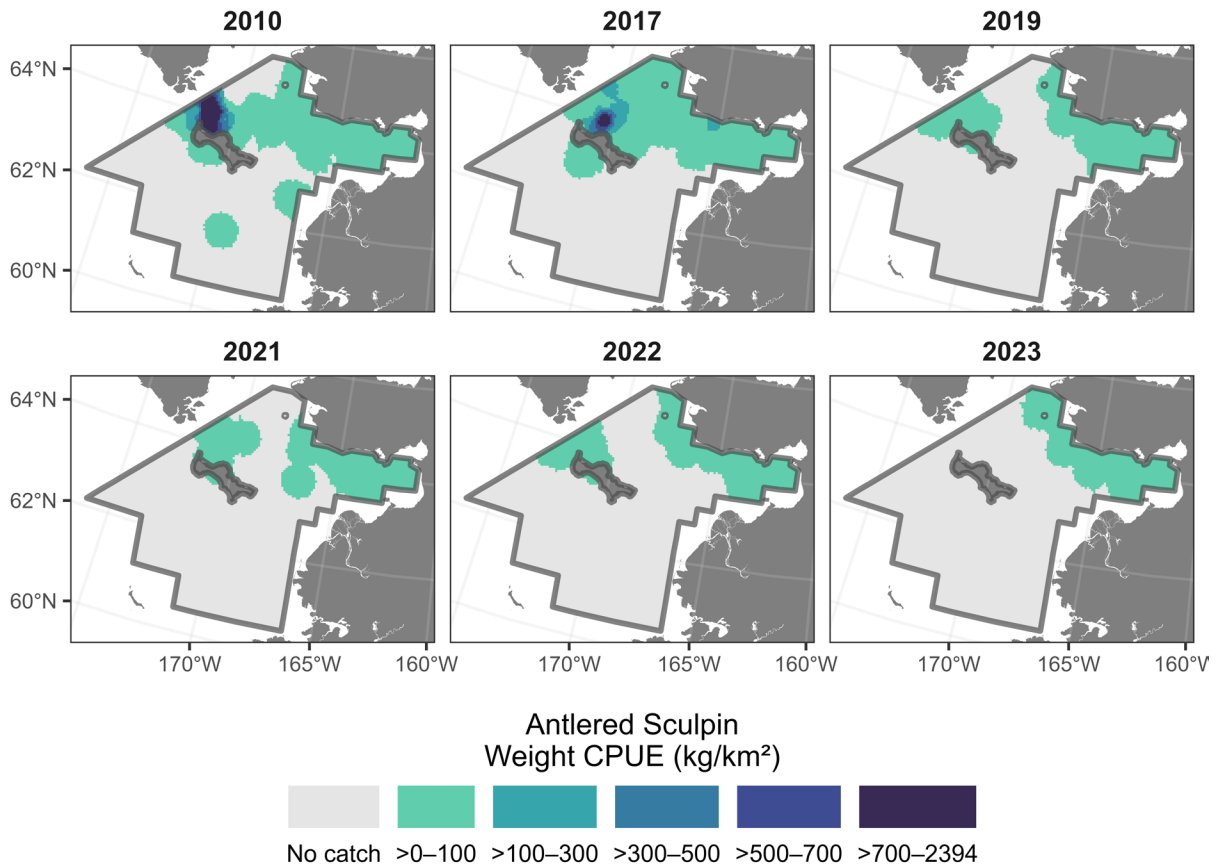 2010 2017 2019
64°N
62°N
60°N
2021 2022 2023
64°N
62°N
60°N
170°W 165°W 160°W 170°W 165°W 160°W 170°W 165°W 160°W
Antlered Sculpin
Weight CPUE (kg/km²)
No catch >0–100 >100–300 >300–500 >500–700 >700–2394